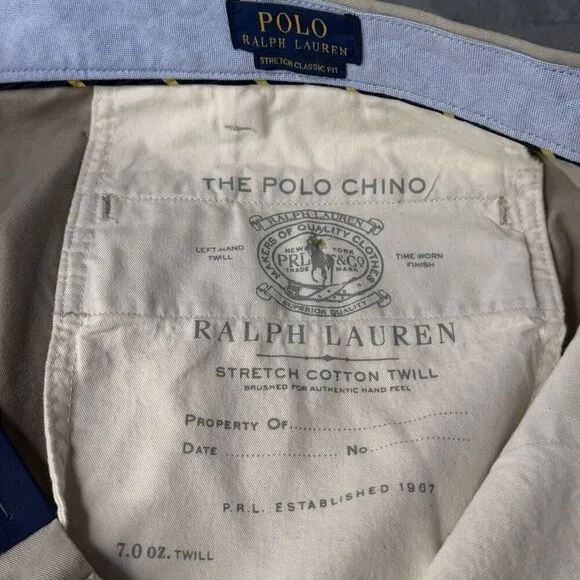 POLO
RALPH LAUREN
STRETCH CLASSIC FIT
THE POLO CHINO
RALPH LAUREN
MAKERS OF QUALITY CLOTHES
LEFT-HAND
TWILL
NEW YORK
PRL & CO
TRADE MARK
TIME WORN
FINISH
SUPERIOR QUALITY
RALPH LAUREN
STRETCH COTTON TWILL
BRUSHED FOR AUTHENTIC HAND FEEL
PROPERTY OF
DATE NO
P.R.L. ESTABLISHED 1967
7.0 OZ. TWILL